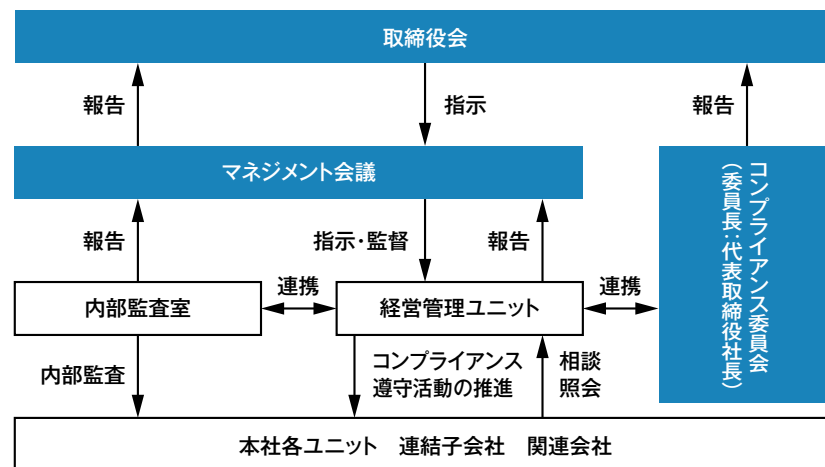 取締役会
報告
指示
報告
マネジメント会議
コンプライアンス委員会
（委員長：代表取締役社長）
報告
指示・監督
報告
内部監査室
連携
経営管理ユニット
連携
内部監査
コンプライアンス
遵守活動の推進
相談
照会
本社各ユニット　連結子会社　関連会社